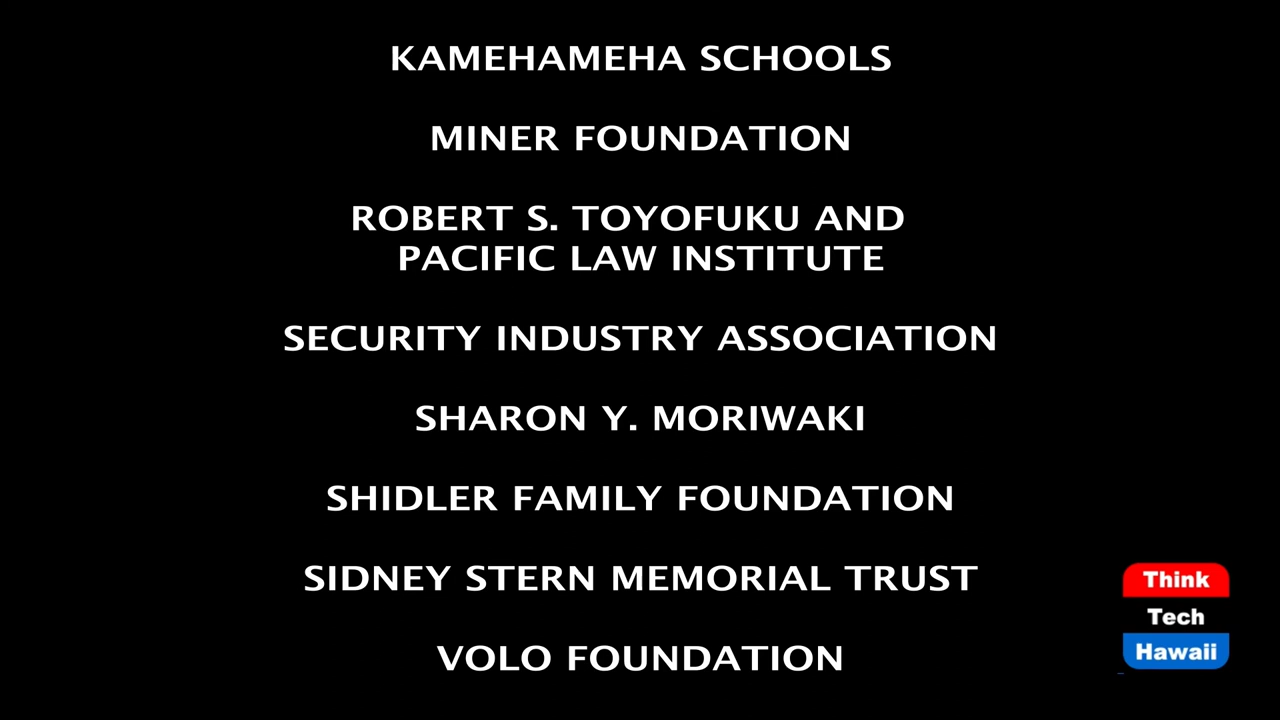 KAMEHAMEHA SCHOOLS
MINER FOUNDATION
ROBERT S. TOYOFUKU AND
PACIFIC LAW INSTITUTE
SECURITY INDUSTRY ASSOCIATION
SHARON Y. MORIWAKI
SHIDLER FAMILY FOUNDATION
SIDNEY STERN MEMORIAL TRUST
VOLO FOUNDATION
Think
Tech
Hawaii